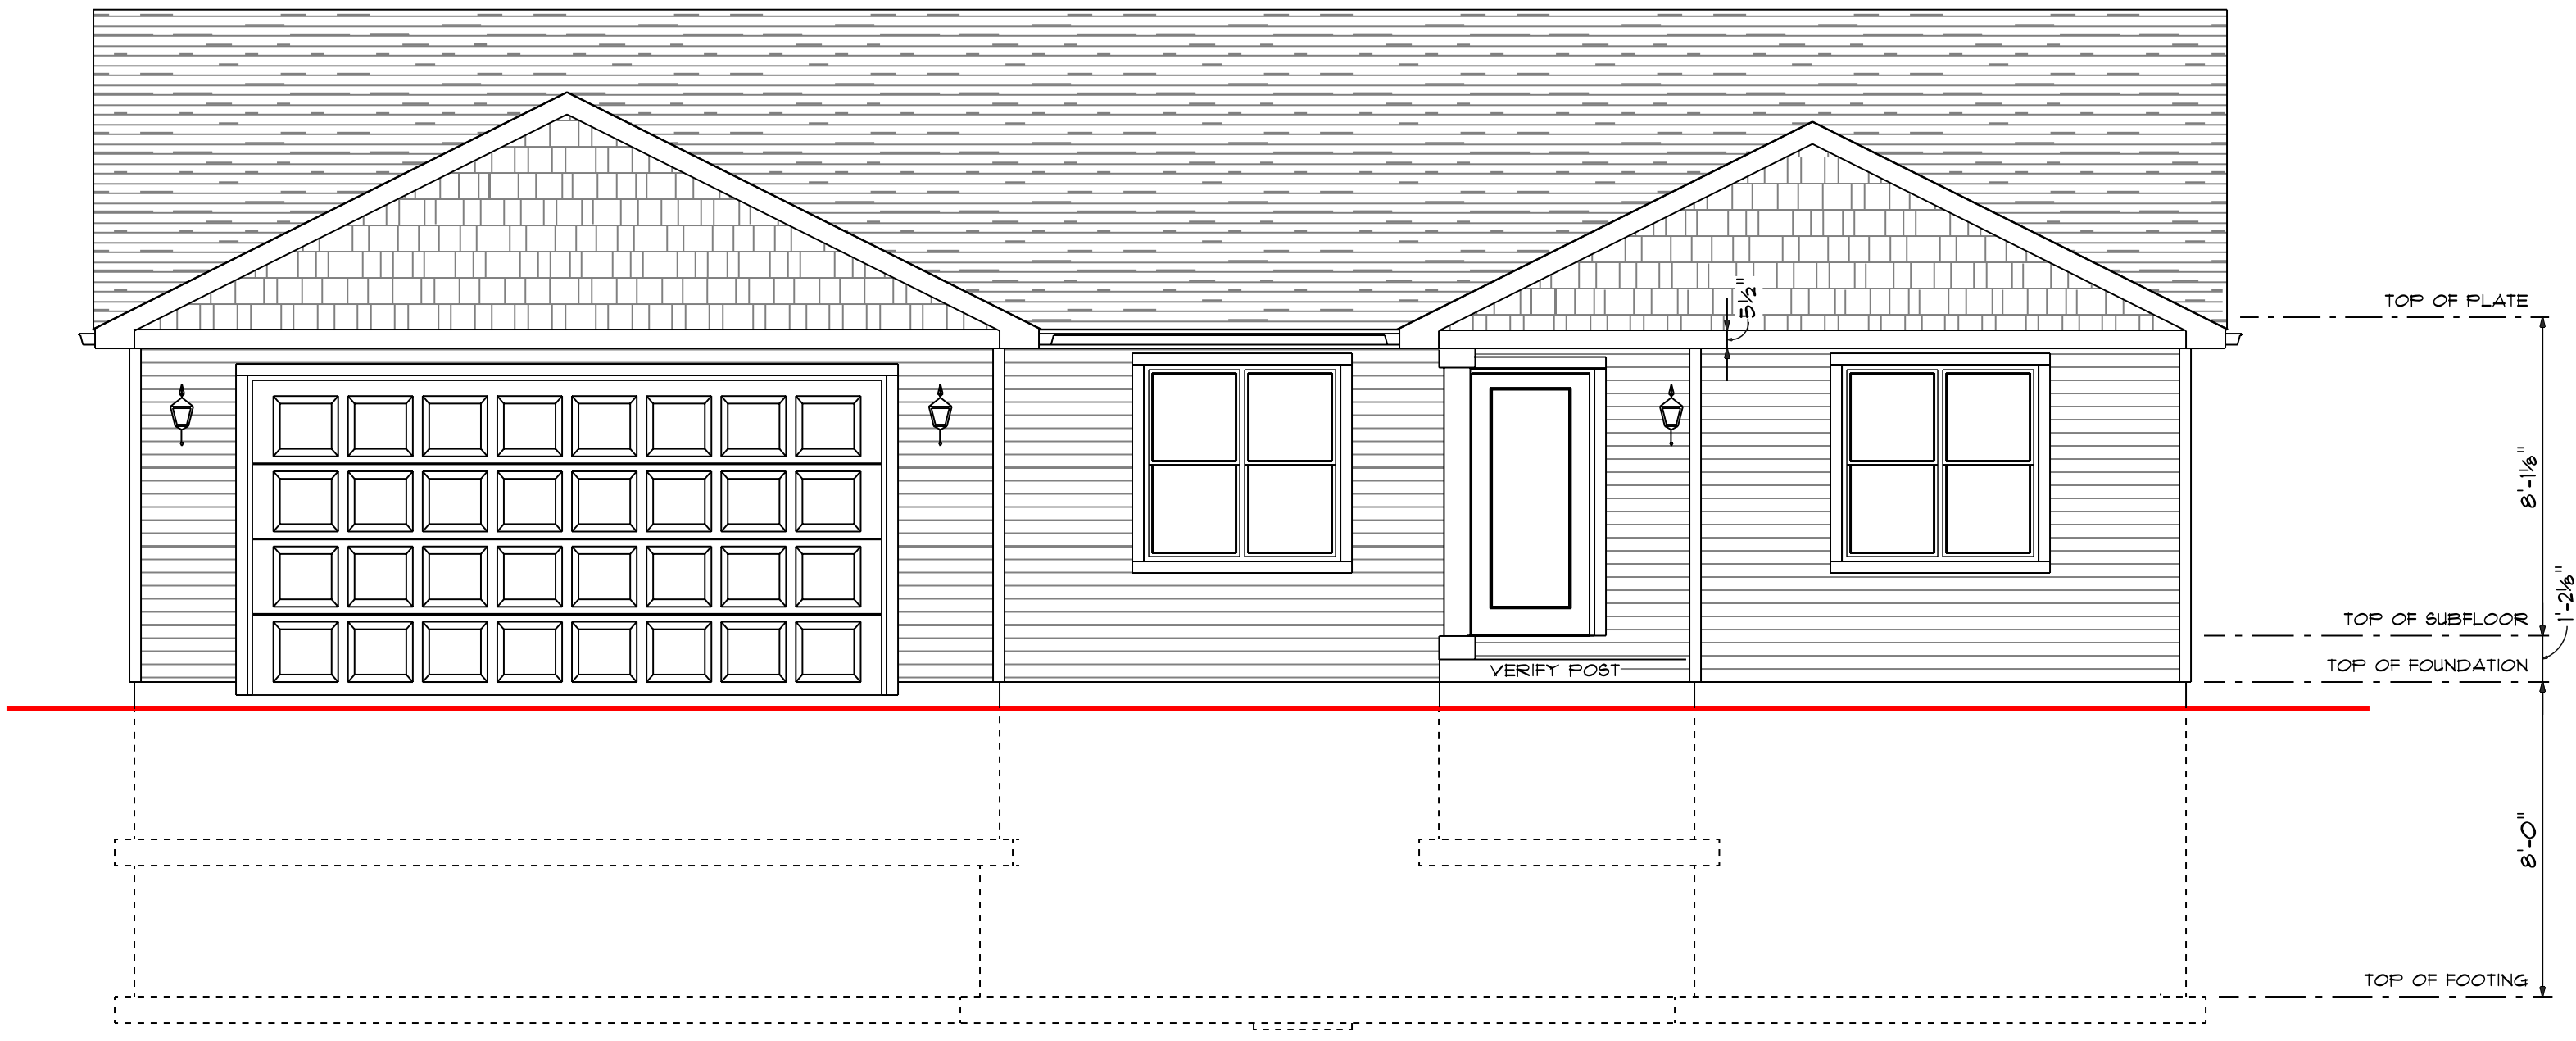 5½"
TOP OF PLATE
8'-1⅛"
1'-2⅛"
TOP OF SUBFLOOR
TOP OF FOUNDATION
VERIFY POST
8'-0"
TOP OF FOOTING